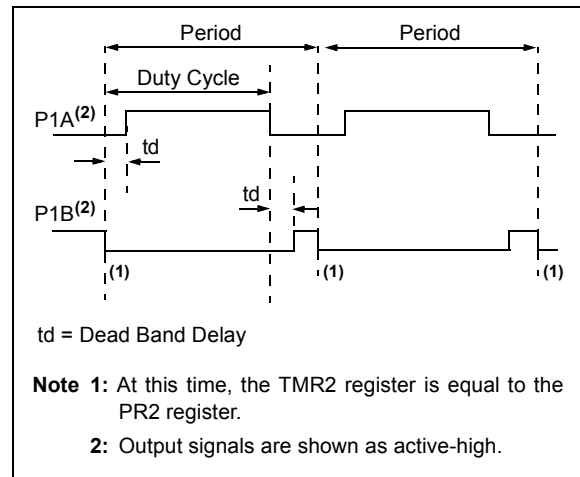 Period Period
Duty Cycle
P1A(2)
td
td
P1B(2)
(1) (1) (1)
td = Dead Band Delay
Note 1: At this time, the TMR2 register is equal to the
PR2 register.
2: Output signals are shown as active-high.